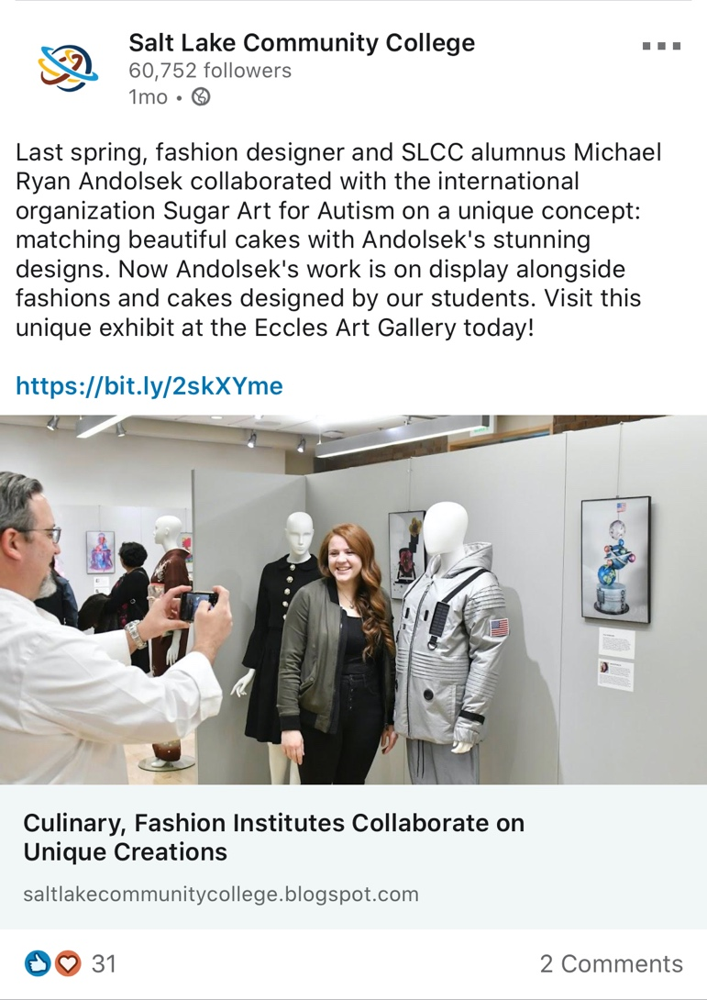 Salt Lake Community College
60,752 followers
1mo •
Last spring, fashion designer and SLCC alumnus Michael
Ryan Andolsek collaborated with the international
organization Sugar Art for Autism on a unique concept:
matching beautiful cakes with Andolsek's stunning
designs. Now Andolsek's work is on display alongside
fashions and cakes designed by our students. Visit this
unique exhibit at the Eccles Art Gallery today!
https://bit.ly/2skXYme
Culinary, Fashion Institutes Collaborate on
Unique Creations
saltlakecommunitycollege.blogspot.com
31
2 Comments